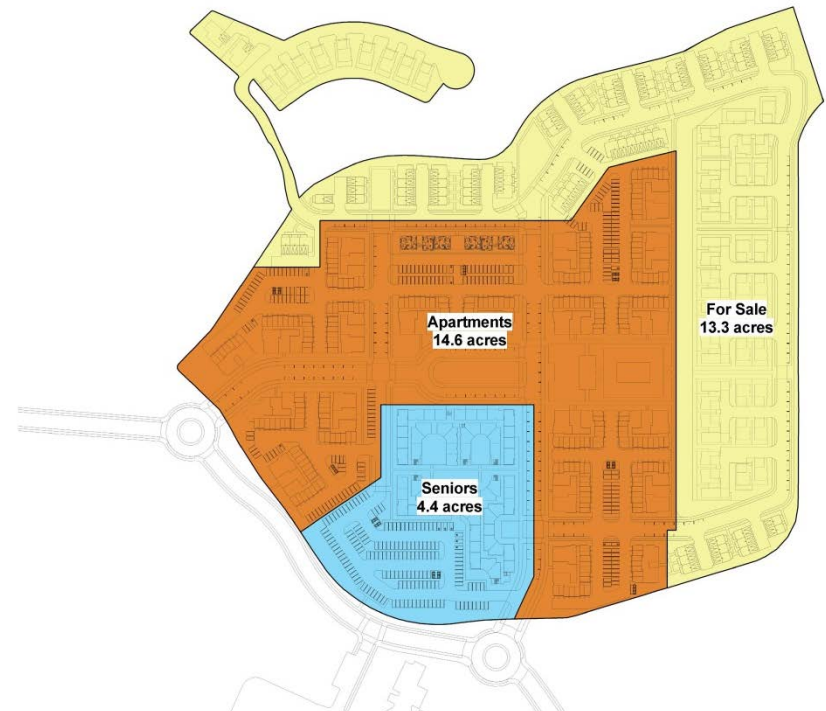 For Sale
13.3 acres
Apartments
14.6 acres
Seniors
4.4 acres